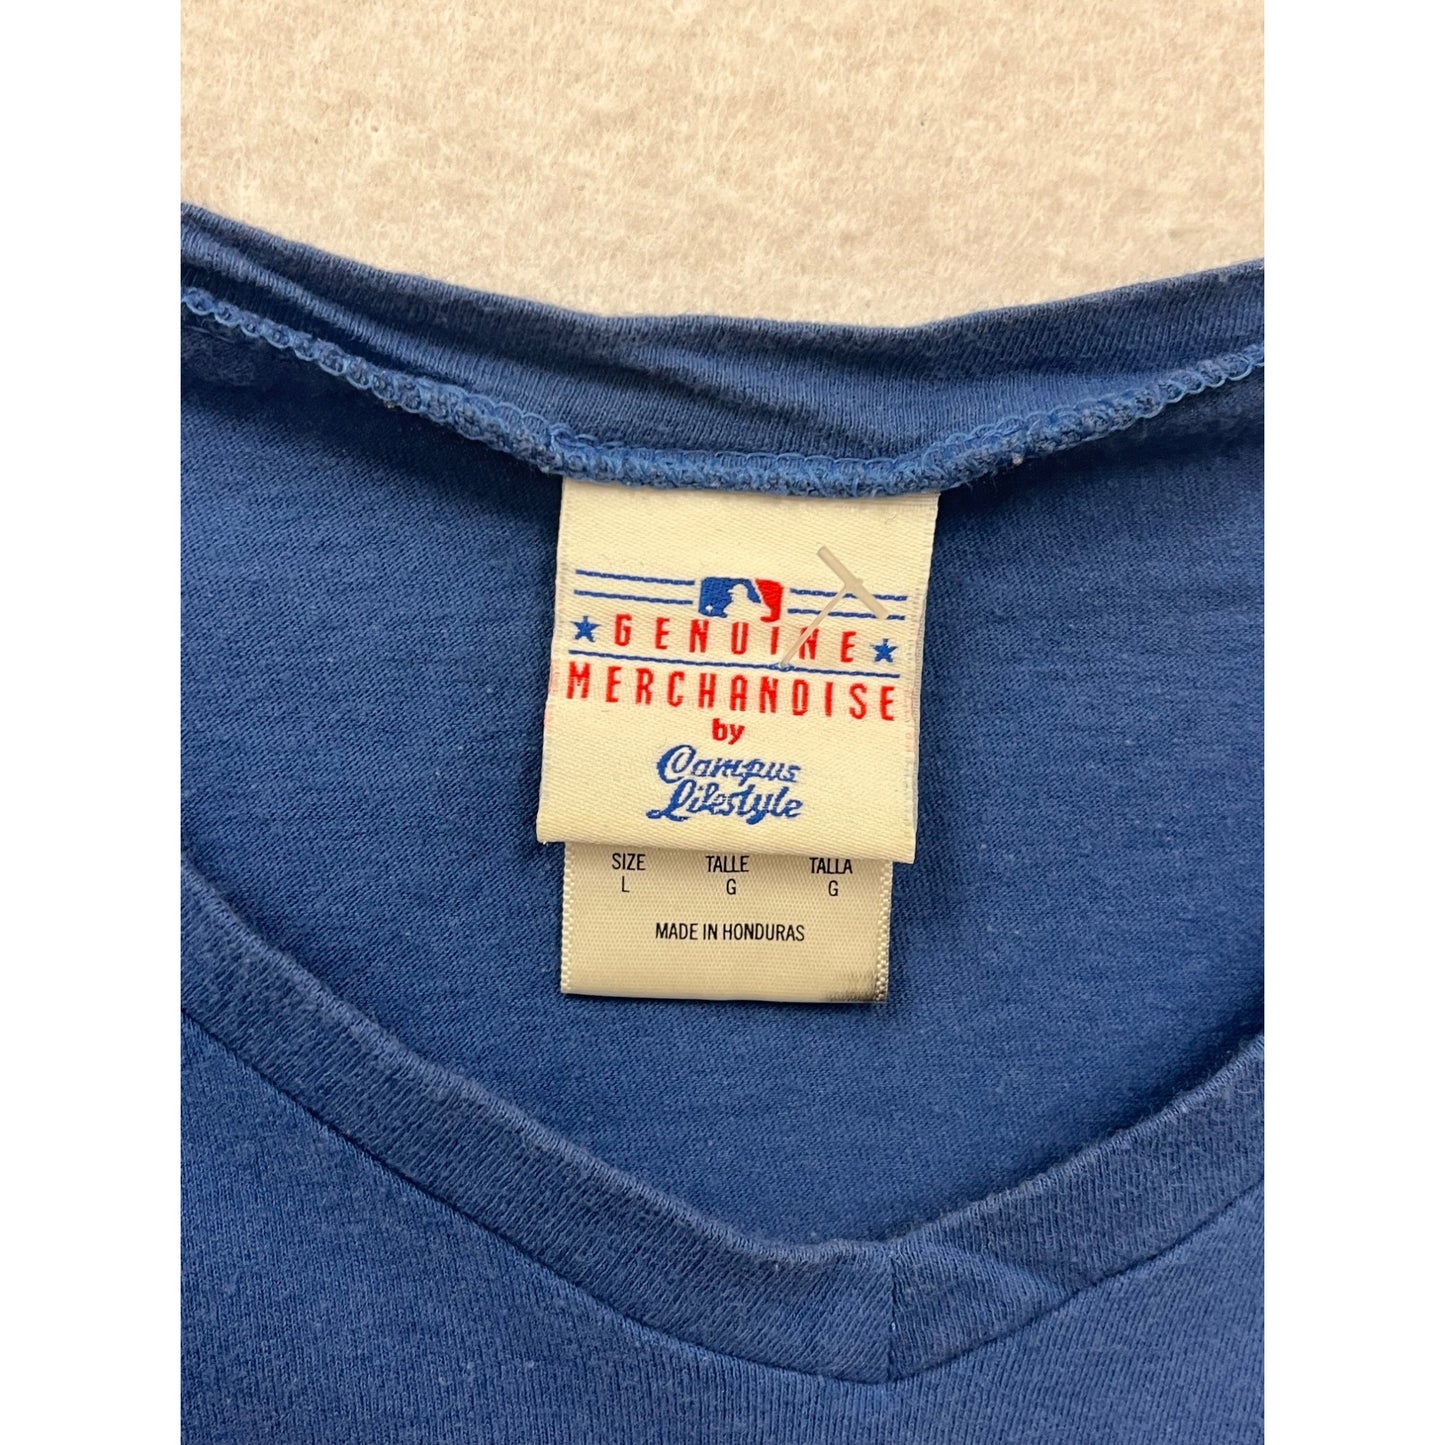 GENUINE
MERCHANDISE
by
Campus
Lifestyle
SIZE TALLE TALLA
L G G
MADE IN HONDURAS